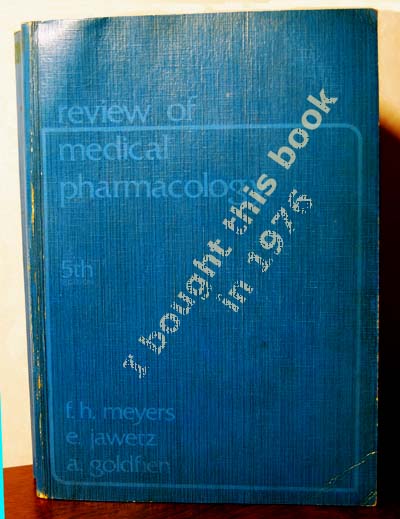 review of
medical
pharmacology
5th
I bought this book
in 1976
f. h. meyers
e. jawetz
a. goldfien